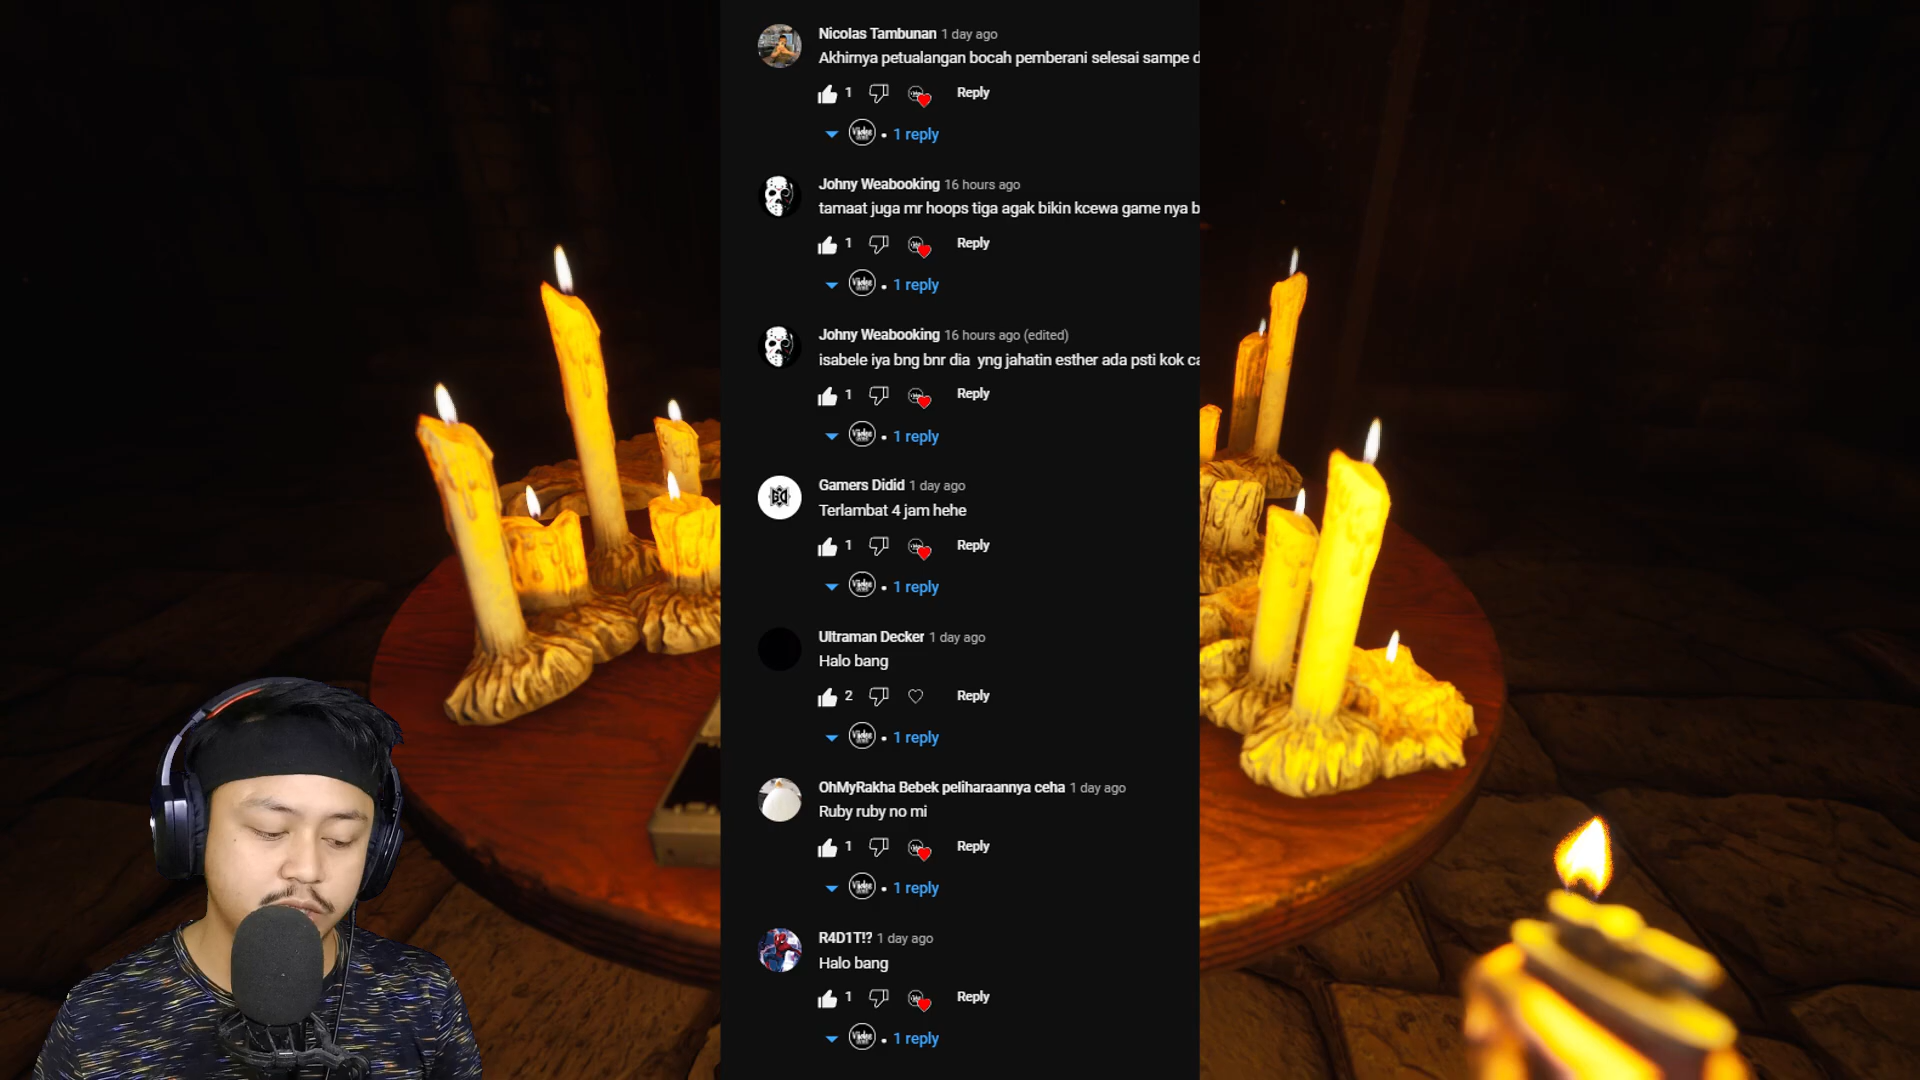 Nicolas Tambunan 1 day ago
Akhirnya petualangan bocah pemberani selesai sampe d
1 Reply
1 reply
Johny Weabooking 16 hours ago
tamaat juga mr hoops tiga agak bikin kcewa game nya b
1 Reply
1 reply
Johny Weabooking 16 hours ago (edited)
isabele iya bng bnr dia yng jahatin esther ada psti kok ca
1 Reply
1 reply
Gamers Didid 1 day ago
Terlambat 4 jam hehe
1 Reply
1 reply
Ultraman Decker 1 day ago
Halo bang
2 Reply
1 reply
OhMyRakha Bebek peliharaannya ceha 1 day ago
Ruby ruby no mi
1 Reply
1 reply
R4D1T!? 1 day ago
Halo bang
1 Reply
1 reply